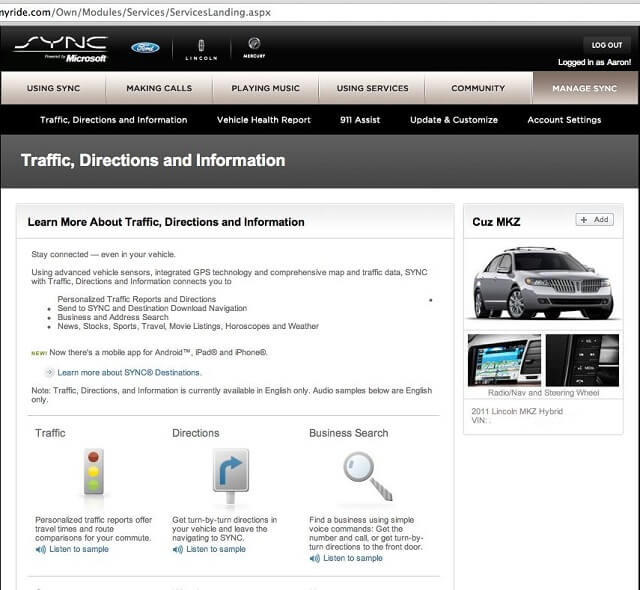 nyride.com/Own/Modules/Services/ServicesLanding.aspx
SYNC
Powered by Microsoft
Ford
LINCOLN
MERCURY
LOG OUT
Logged in as Aaron!
USING SYNC
MAKING CALLS
PLAYING MUSIC
USING SERVICES
COMMUNITY
MANAGE SYNC
Traffic, Directions and Information
Vehicle Health Report
911 Assist
Update & Customize
Account Settings
Traffic, Directions and Information
Learn More About Traffic, Directions and Information
Stay connected — even in your vehicle.
Using advanced vehicle sensors, integrated GPS technology and comprehensive map and traffic data, SYNC
with Traffic, Directions and Information connects you to
Personalized Traffic Reports and Directions
• Send to SYNC and Destination Download Navigation
• Business and Address Search
• News, Stocks, Sports, Travel, Movie Listings, Horoscopes and Weather
NEW! Now there's a mobile app for Android™, iPad® and iPhone®.
Learn more about SYNC® Destinations.
Note: Traffic, Directions, and Information is currently available in English only. Audio samples below are English
only.
Traffic
Personalized traffic reports offer
travel times and route
comparisons for your commute.
Listen to sample
Directions
Get turn-by-turn directions in
your vehicle and leave the
navigating to SYNC.
Listen to sample
Business Search
Find a business using simple
voice commands: Get the
number and call, or get turn-by-
turn directions to the front door.
Listen to sample
Cuz MKZ
+ Add
Radio/Nav and Steering Wheel
2011 Lincoln MKZ Hybrid
VIN: .